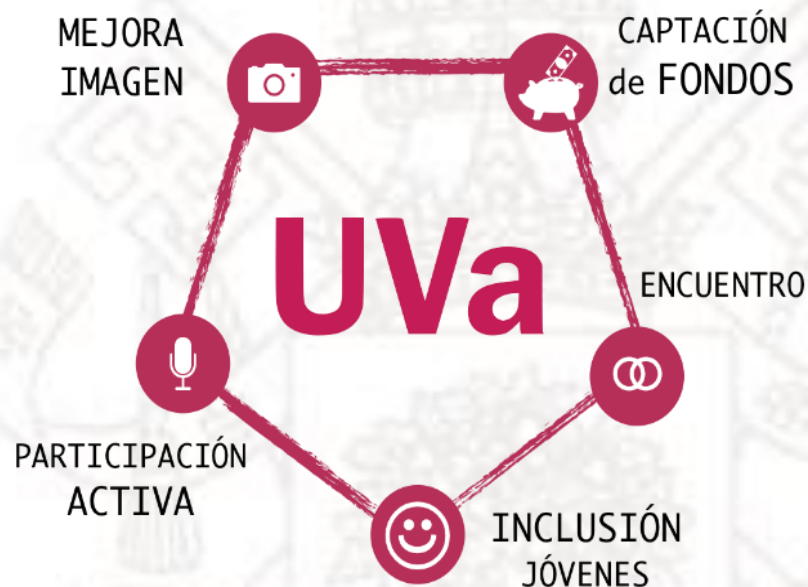 MEJORA
IMAGEN
CAPTACIÓN
de FONDOS
UVa
ENCUENTRO
PARTICIPACIÓN
ACTIVA
INCLUSIÓN
JÓVENES